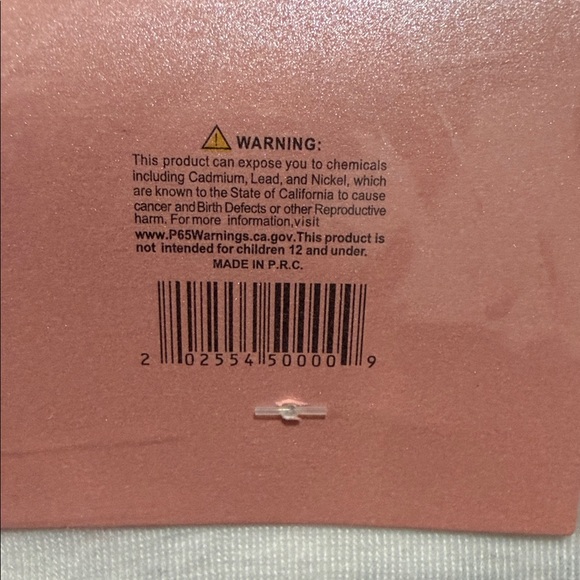 WARNING:
This product can expose you to chemicals
including Cadmium, Lead, and Nickel, which
are known to the State of California to cause
cancer and Birth Defects or other Reproductive
harm. For more information,visit
www.P65Warnings.ca.gov.This product is
not intended for children 12 and under.
MADE IN P.R.C.
2 02554 50000 9